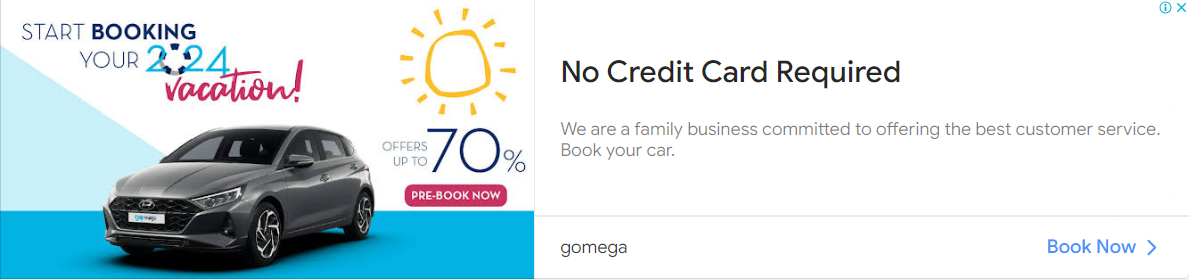 START BOOKING
YOUR 2024
vacation!
OFFERS
UP TO 70%
PRE-BOOK NOW
No Credit Card Required
We are a family business committed to offering the best customer service.
Book your car.
gomega
Book Now